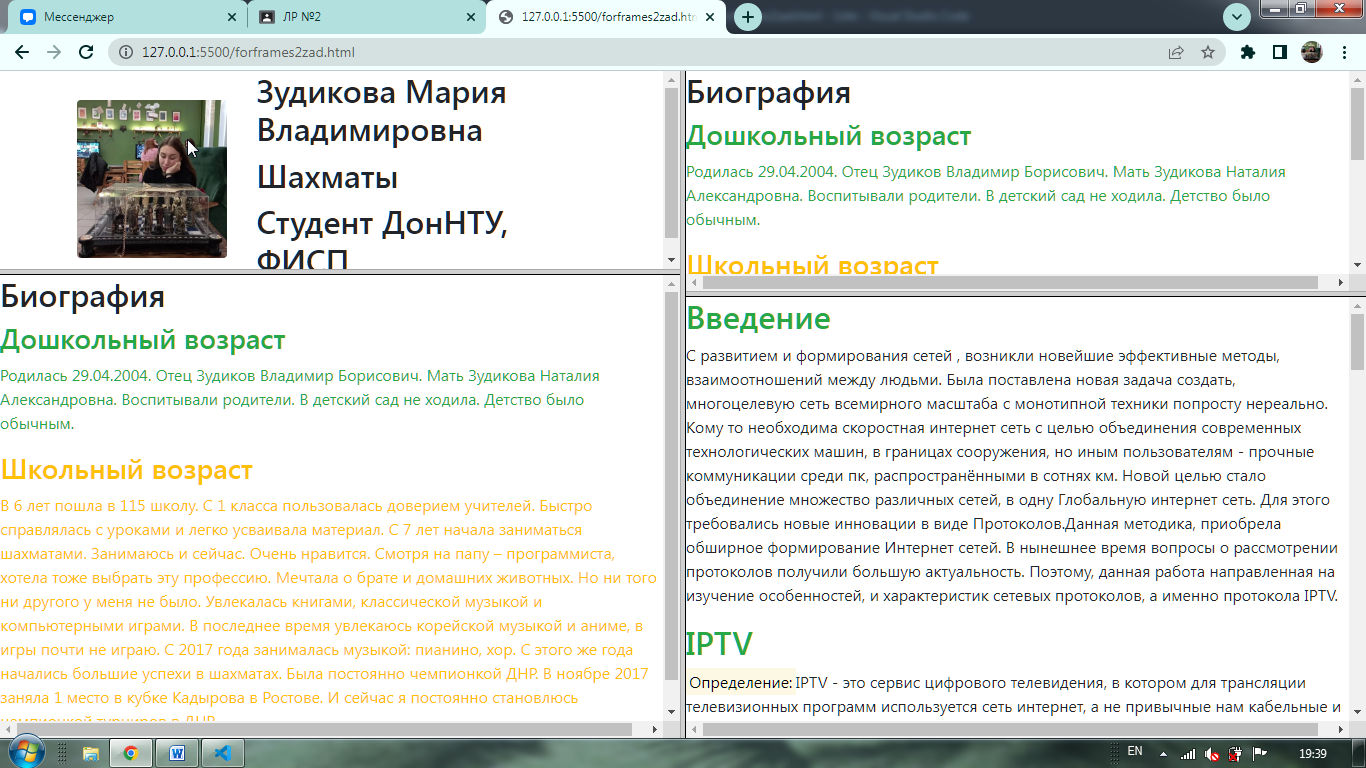 Мессенджер
ЛР №2
127.0.0.1:5500/forframes2zad.htm
127.0.0.1:5500/forframes2zad.html
Зудикова Мария
Владимировна
Шахматы
Студент ДонНТУ,
ФИСП
Биография
Дошкольный возраст
Родилась 29.04.2004. Отец Зудиков Владимир Борисович. Мать Зудикова Наталия
Александровна. Воспитывали родители. В детский сад не ходила. Детство было
обычным.
Школьный возраст
Биография
Дошкольный возраст
Родилась 29.04.2004. Отец Зудиков Владимир Борисович. Мать Зудикова Наталия
Александровна. Воспитывали родители. В детский сад не ходила. Детство было
обычным.
Школьный возраст
В 6 лет пошла в 115 школу. С 1 класса пользовалась доверием учителей. Быстро
справлялась с уроками и легко усваивала материал. С 7 лет начала заниматься
шахматами. Занимаюсь и сейчас. Очень нравится. Смотря на папу – программиста,
хотела тоже выбрать эту профессию. Мечтала о брате и домашних животных. Но ни того
ни другого у меня не было. Увлекалась книгами, классической музыкой и
компьютерными играми. В последнее время увлекаюсь корейской музыкой и аниме, в
игры почти не играю. С 2017 года занималась музыкой: пианино, хор. С этого же года
начались большие успехи в шахматах. Была постоянно чемпионкой ДНР. В ноябре 2017
заняла 1 место в кубке Кадырова в Ростове. И сейчас я постоянно становлюсь
чемпионкой турниров в ДНР.
Введение
С развитием и формирования сетей , возникли новейшие эффективные методы,
взаимоотношений между людьми. Была поставлена новая задача создать,
многоцелевую сеть всемирного масштаба с монотипной техники попросту нереально.
Кому то необходима скоростная интернет сеть с целью объединения современных
технологических машин, в границах сооружения, но иным пользователям - прочные
коммуникации среди пк, распространёнными в сотнях км. Новой целью стало
объединение множество различных сетей, в одну Глобальную интернет сеть. Для этого
требовались новые инновации в виде Протоколов.Данная методика, приобрела
обширное формирование Интернет сетей. В нынешнее время вопросы о рассмотрении
протоколов получили большую актуальность. Поэтому, данная работа направленная на
изучение особенностей, и характеристик сетевых протоколов, а именно протокола IPTV.
IPTV
Определение: IPTV - это сервис цифрового телевидения, в котором для трансляции
телевизионных программ используется сеть интернет, а не привычные нам кабельные и
EN
19:39